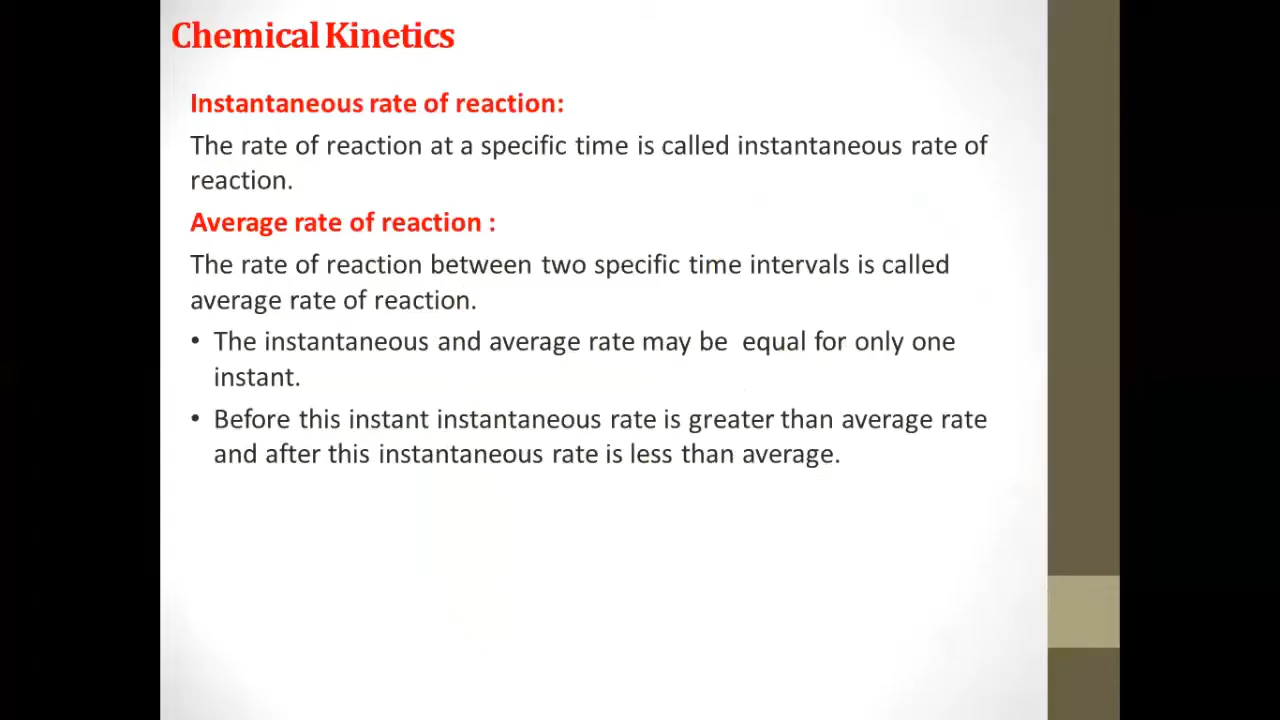 Chemical Kinetics
Instantaneous rate of reaction:
The rate of reaction at a specific time is called instantaneous rate of
reaction.
Average rate of reaction :
The rate of reaction between two specific time intervals is called
average rate of reaction.
• The instantaneous and average rate may be  equal for only one
instant.
• Before this instant instantaneous rate is greater than average rate
and after this instantaneous rate is less than average.